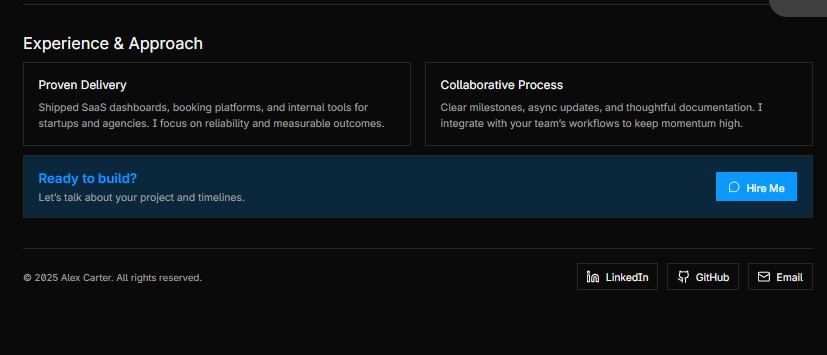 Experience & Approach
Proven Delivery
Shipped SaaS dashboards, booking platforms, and internal tools for
startups and agencies. I focus on reliability and measurable outcomes.
Collaborative Process
Clear milestones, async updates, and thoughtful documentation. I
integrate with your team's workflows to keep momentum high.
Ready to build?
Let's talk about your project and timelines.
Hire Me
© 2025 Alex Carter. All rights reserved.
LinkedIn
GitHub
Email